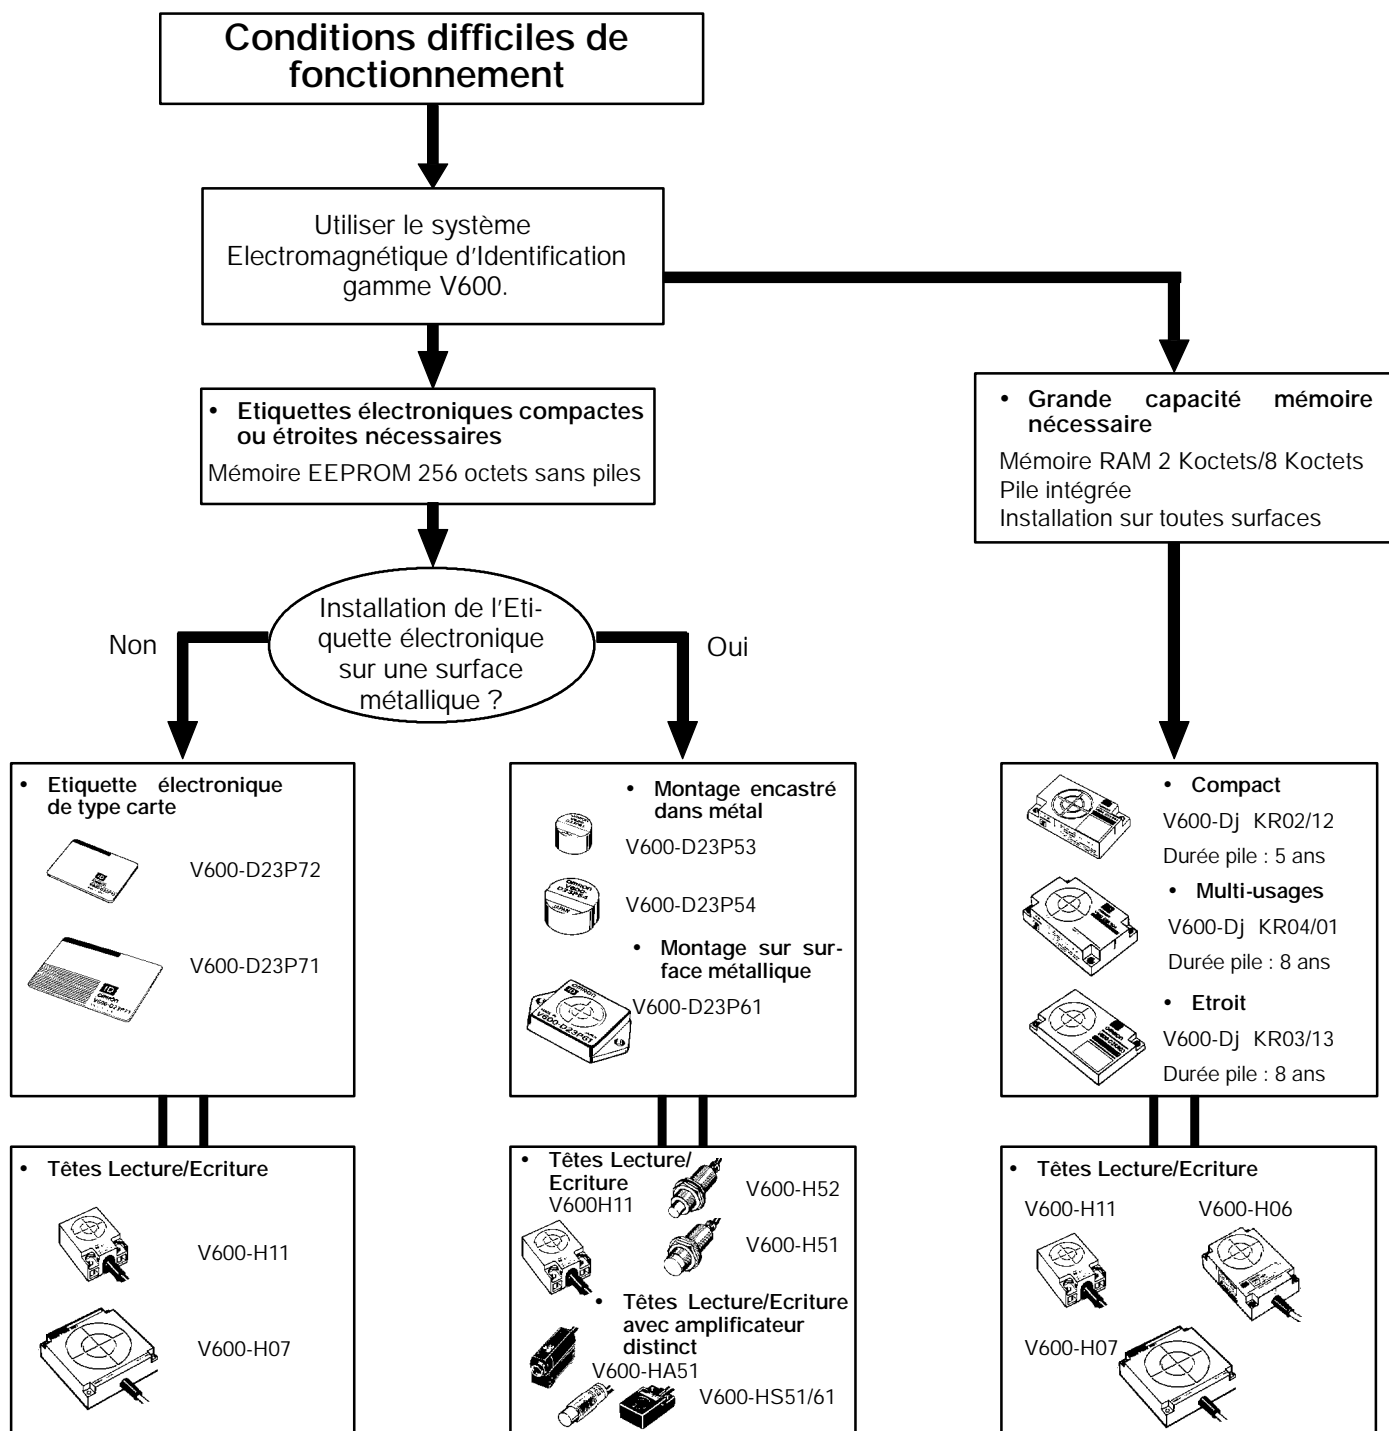 Conditions difficiles de
fonctionnement
Utiliser le système
Electromagnétique d'Identification
gamme V600.
• Etiquettes électroniques compactes
ou étroites nécessaires
Mémoire EEPROM 256 octets sans piles
• Grande capacité mémoire
nécessaire
Mémoire RAM 2 Koctets/8 Koctets
Pile intégrée
Installation sur toutes surfaces
Installation de l'Eti-
quette électronique
sur une surface
métallique ?
Non
Oui
• Etiquette électronique
de type carte
V600-D23P72
V600-D23P71
• Montage encastré
dans métal
V600-D23P53
V600-D23P54
• Montage sur sur-
face métallique
V600-D23P61
• Compact
V600-Dj KR02/12
Durée pile : 5 ans
• Multi-usages
V600-Dj KR04/01
Durée pile : 8 ans
• Etroit
V600-Dj KR03/13
Durée pile : 8 ans
• Têtes Lecture/Ecriture
V600-H11
V600-H07
• Têtes Lecture/
Ecriture
V600H11
V600-H52
V600-H51
• Têtes Lecture/Ecriture
avec amplificateur
distinct
V600-HA51
V600-HS51/61
• Têtes Lecture/Ecriture
V600-H11
V600-H06
V600-H07